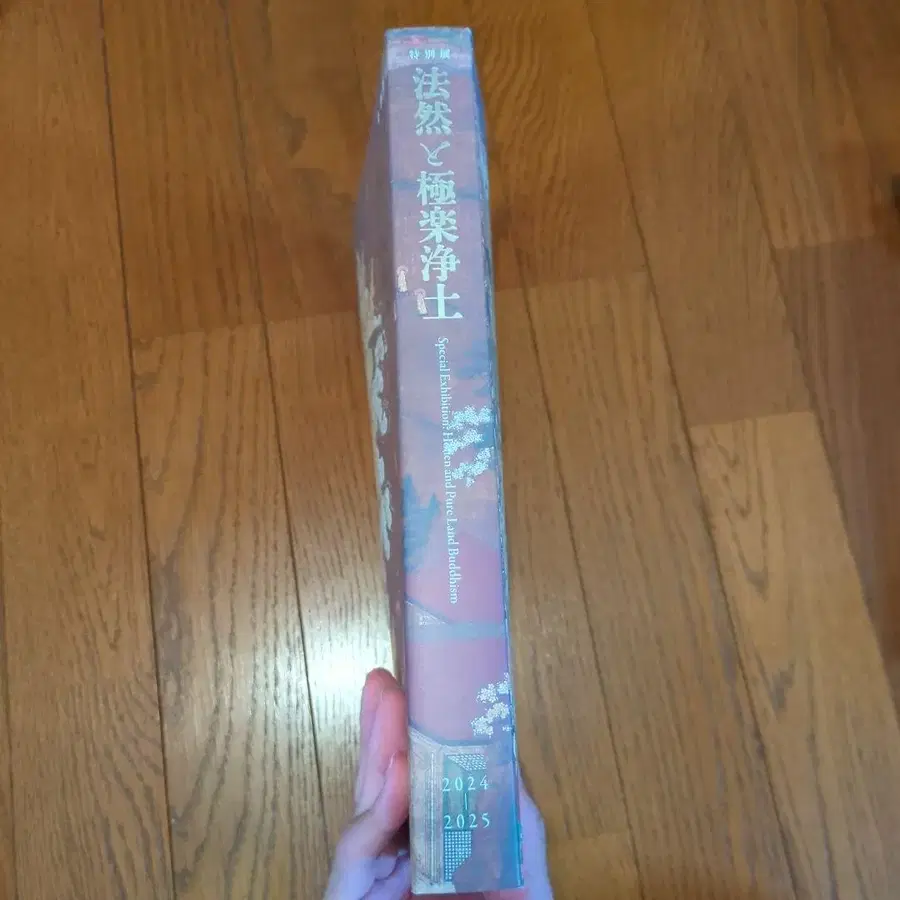 特別展
法然と極楽浄土
Special Exhibition: Hōnen and Pure Land Buddhism
2024
2025